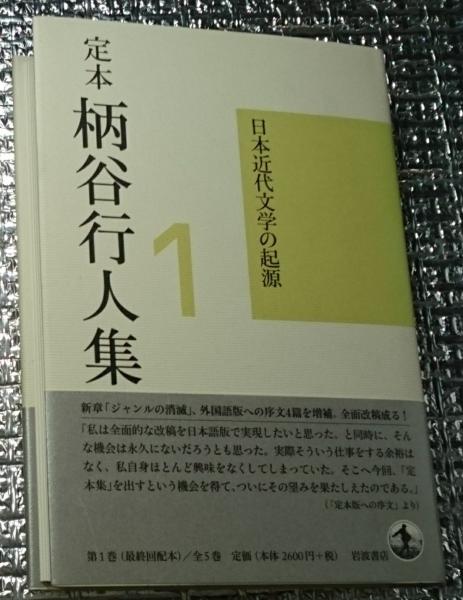 定本 柄谷行人集
1
日本近代文学の起源
新章「ジャンルの消滅」、外国語版への序文4篇を増補。全面改稿成る！
「私は全面的な改稿を日本語版で実現したいと思った。と同時に、そん
な機会は永久にないだろうとも思った。実際そういう仕事をする余裕は
なく、私自身ほとんど興味をなくしてしまっていた。そこへ今回、『定
本集』を出すという機会を得て、ついにその望みを果たしえたのである。」
（「定本版への序文」より）
第1巻（最終回配本）／全5巻 定価（本体2600円+税） 岩波書店